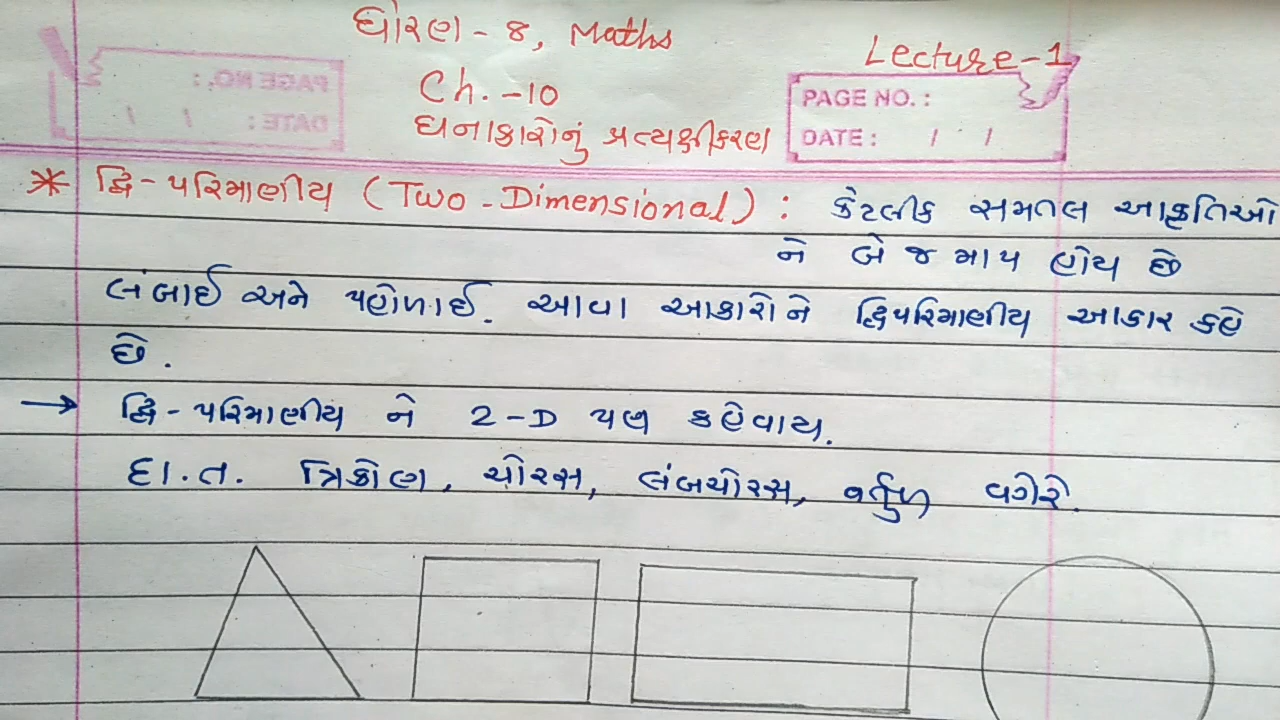 ધોરણ - 8, Maths
Lecture-1
Ch. -10
PAGE NO. :
ઘનાકારોનું પ્રત્યક્ષીકરણ
DATE : / /
* દ્વિ - પરિમાણીય (Two - Dimensional) : કેટલીક સમતલ આકૃતિઓ
ને બે જ માપ હોય છે
લંબાઈ અને પહોળાઈ. આવા આકારોને દ્વિપરિમાણીય આકાર કહે
છે.
→ દ્વિ - પરિમાણીય ને 2-D પણ કહેવાય.
દા.ત. ત્રિકોણ, ચોરસ, લંબચોરસ, વર્તુળ વગેરે.